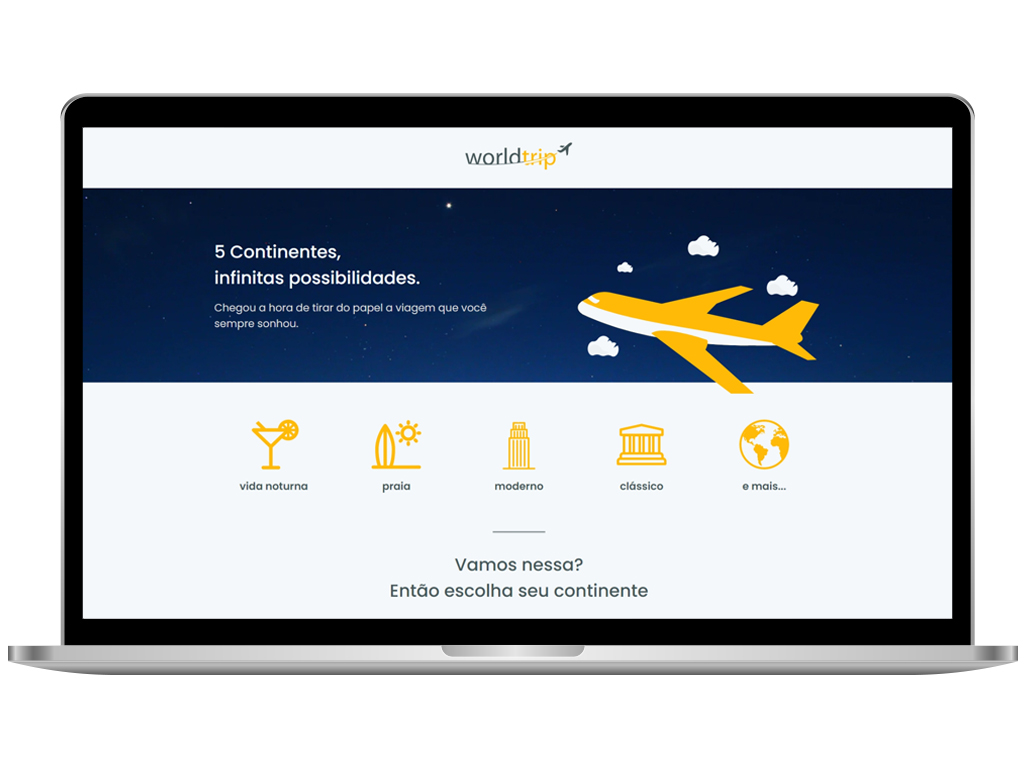 worldtrip
5 Continentes,
infinitas possibilidades.
Chegou a hora de tirar do papel a viagem que você
sempre sonhou.
vida noturna
praia
moderno
clássico
e mais...
Vamos nessa?
Então escolha seu continente